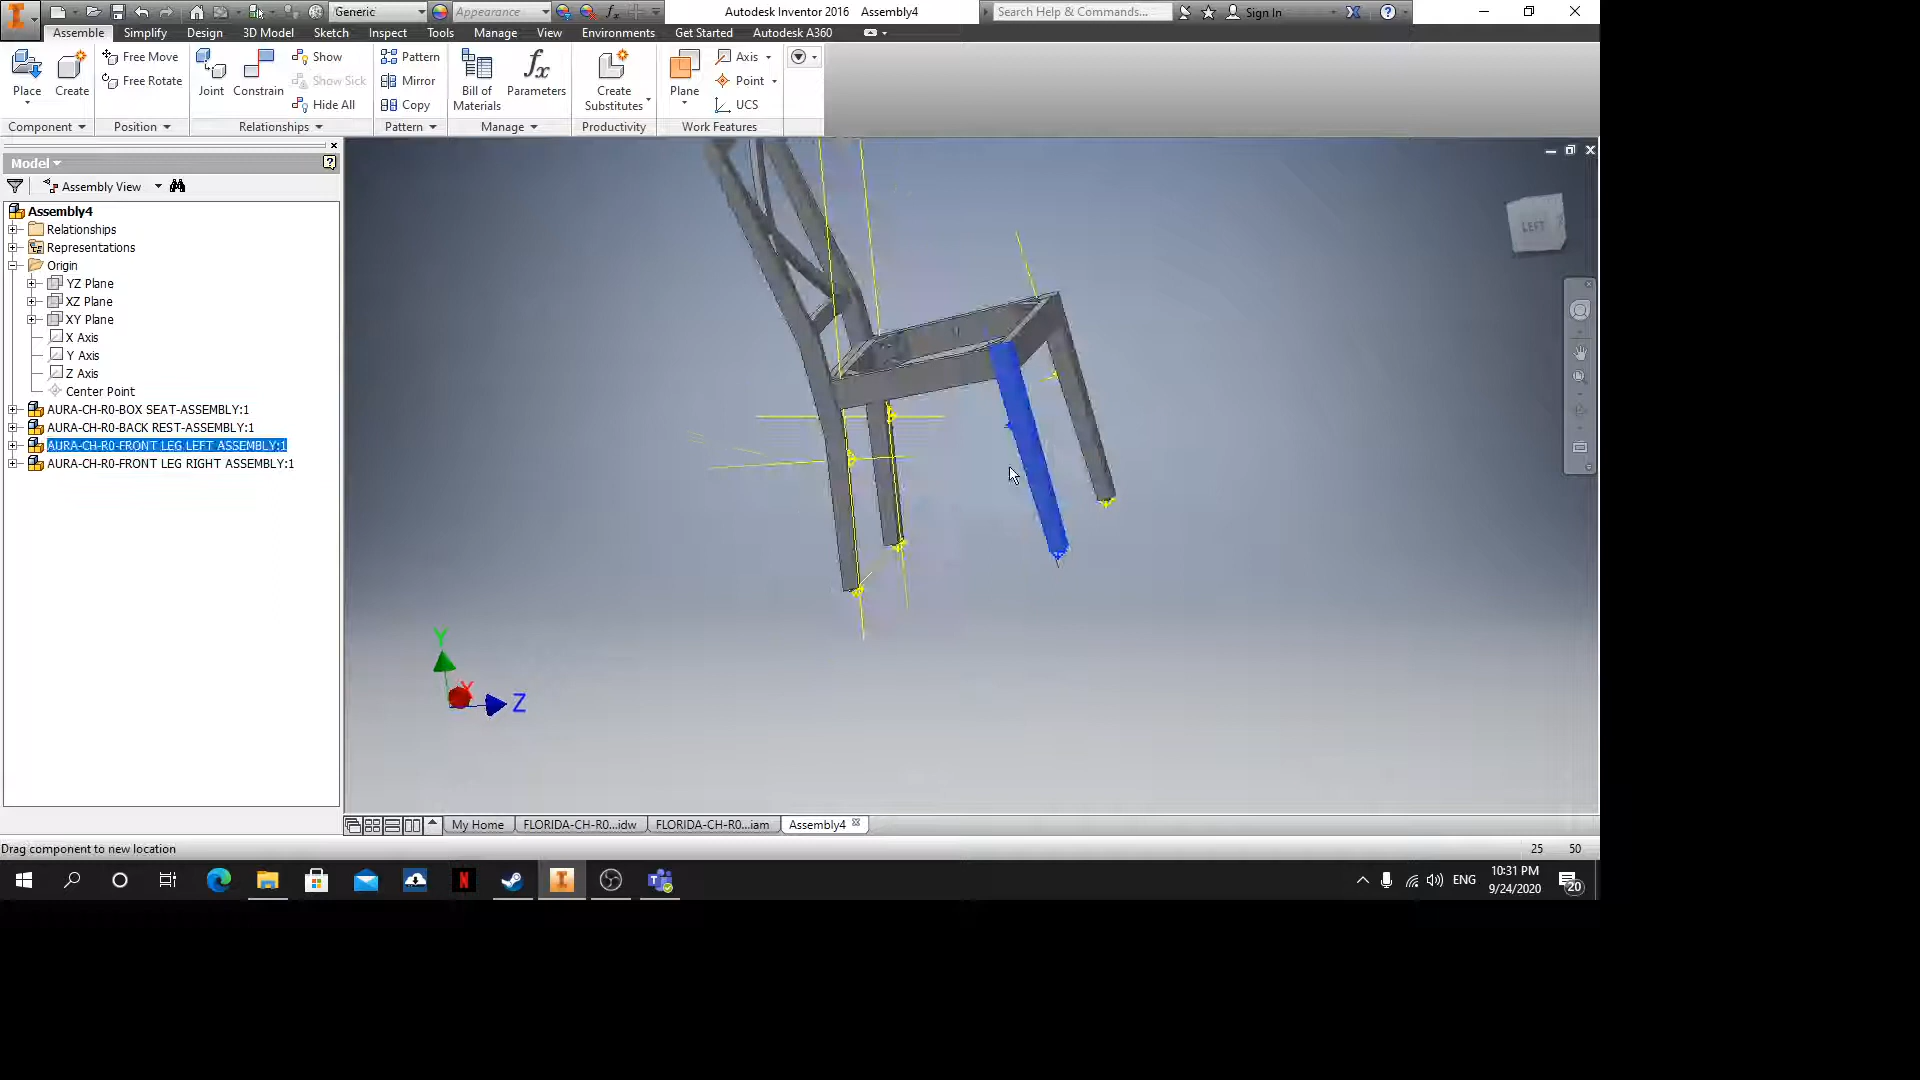 Generic
Appearance
Autodesk Inventor 2016 Assembly4
Search Help & Commands...
Sign In
Assemble Simplify Design 3D Model Sketch Inspect Tools Manage View Environments Get Started Autodesk A360
Place
Create
Free Move
Free Rotate
Joint
Constrain
Show
Show Sick
Hide All
Pattern
Mirror
Copy
Bill of
Materials
fx
Parameters
Create
Substitutes
Plane
Axis
Point
UCS
Component Position Relationships Pattern Manage Productivity Work Features
Model
Assembly View
Assembly4
Relationships
Representations
Origin
YZ Plane
XZ Plane
XY Plane
X Axis
Y Axis
Z Axis
Center Point
AURA-CH-R0-BOX SEAT-ASSEMBLY:1
AURA-CH-R0-BACK REST-ASSEMBLY:1
AURA-CH-R0-FRONT LEG LEFT ASSEMBLY:1
AURA-CH-R0-FRONT LEG RIGHT ASSEMBLY:1
LEFT
Y
X
Z
My Home FLORIDA-CH-R0...idw FLORIDA-CH-R0...iam Assembly4
Drag component to new location
25 50
ENG
10:31 PM
9/24/2020
20